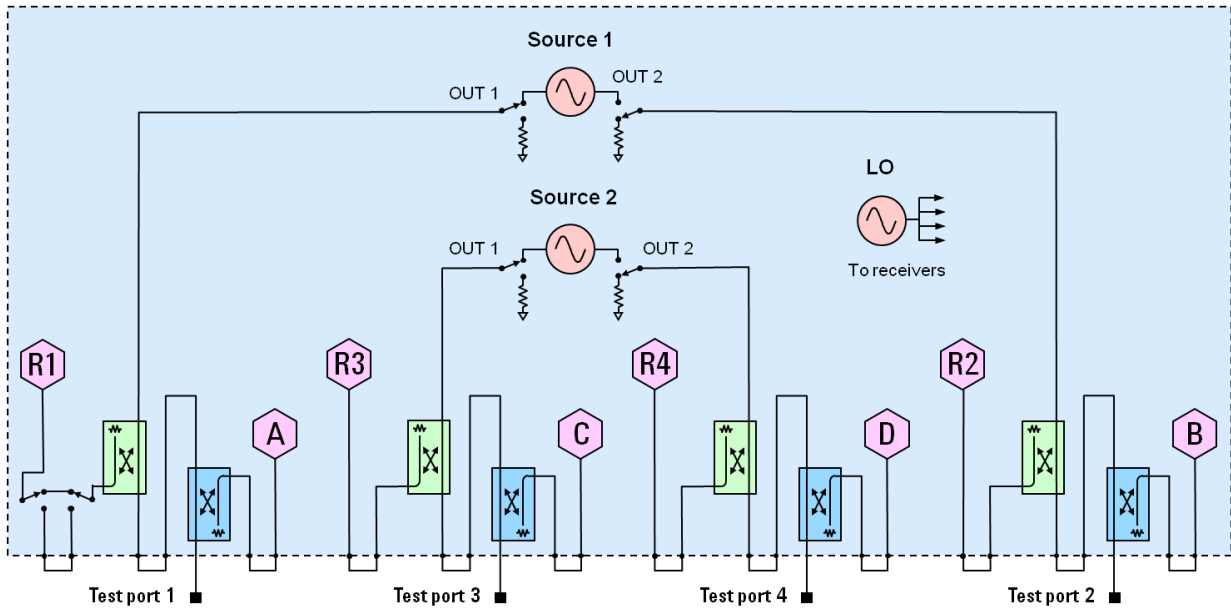 Source 1
OUT 1
OUT 2
LO
To receivers
Source 2
OUT 1
OUT 2
R1
R3
R4
R2
A
C
D
B
Test port 1
Test port 3
Test port 4
Test port 2